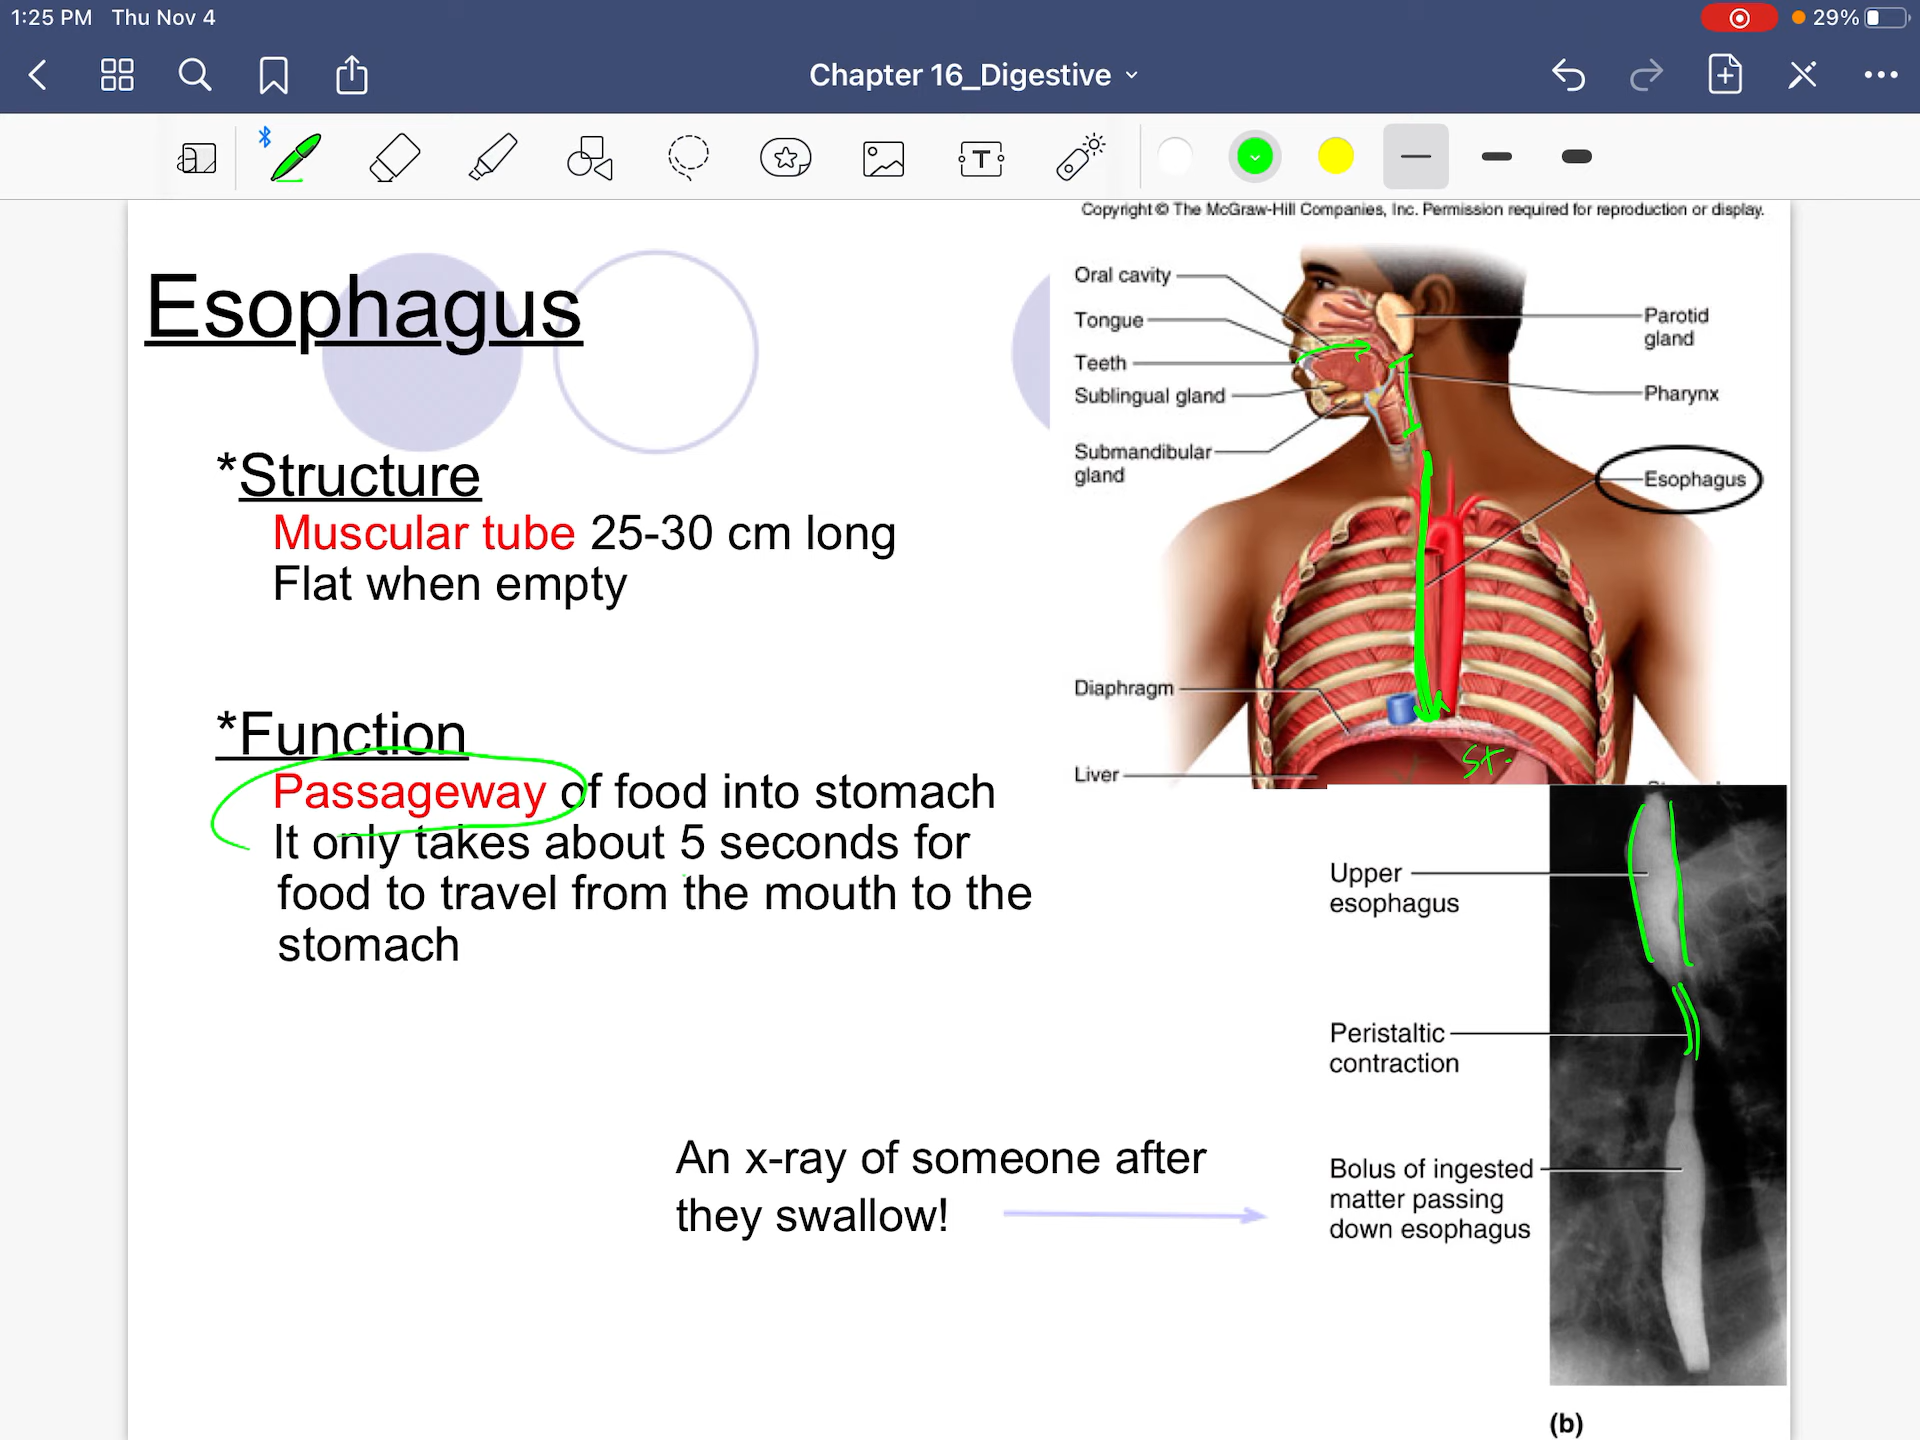 1:25 PM Thu Nov 4
29%
Chapter 16_Digestive
T
Copyright © The McGraw-Hill Companies, Inc. Permission required for reproduction or display.
Esophagus
*Structure
Muscular tube 25-30 cm long
Flat when empty
*Function
Passageway of food into stomach
It only takes about 5 seconds for
food to travel from the mouth to the
stomach
An x-ray of someone after
they swallow!
Oral cavity
Tongue
Teeth
Sublingual gland
Submandibular
gland
Diaphragm
Liver
Parotid
gland
Pharynx
Esophagus
St.
Upper
esophagus
Peristaltic
contraction
Bolus of ingested
matter passing
down esophagus
(b)